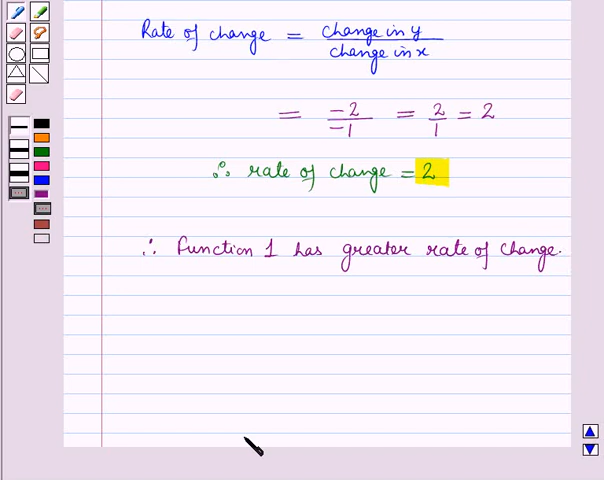 Rate of change = change in y / change in x
= -2 / -1 = 2 / 1 = 2
∴ rate of change = 2
∴ Function 1 has greater rate of change.